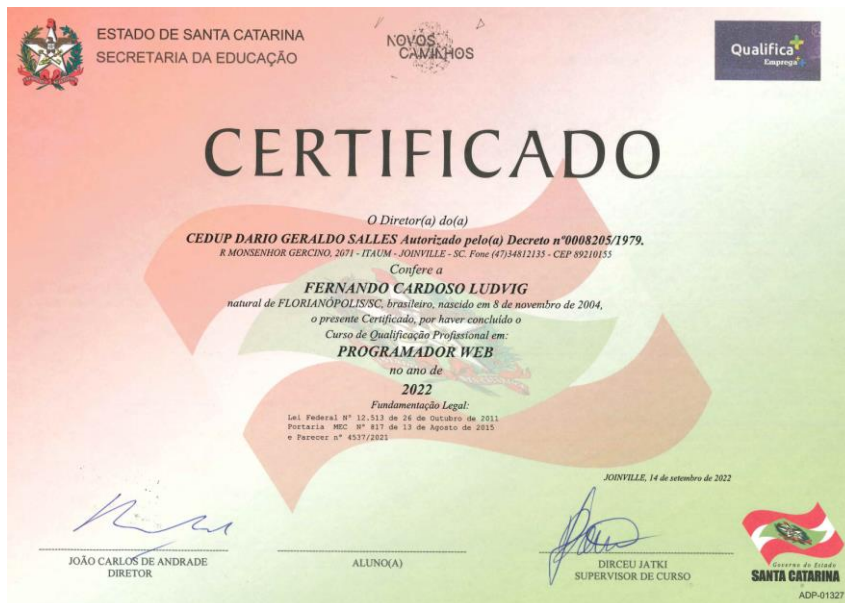 ESTADO DE SANTA CATARINA
SECRETARIA DA EDUCAÇÃO
NOVOS
CAMINHOS
Qualifica
Emprega
CERTIFICADO
O Diretor(a) do(a)
CEDUP DARIO GERALDO SALLES Autorizado pelo(a) Decreto nº0008205/1979.
R MONSENHOR GERCINO, 2071 - ITAUM - JOINVILLE - SC. Fone (47)34812135 - CEP 89210155
Confere a
FERNANDO CARDOSO LUDVIG
natural de FLORIANÓPOLIS/SC, brasileiro, nascido em 8 de novembro de 2004,
o presente Certificado, por haver concluído o
Curso de Qualificação Profissional em:
PROGRAMADOR WEB
no ano de
2022
Fundamentação Legal:
Lei Federal Nº 12.513 de 26 de Outubro de 2011
Portaria MEC Nº 817 de 13 de Agosto de 2015
e Parecer nº 4537/2021
JOINVILLE, 14 de setembro de 2022
JOÃO CARLOS DE ANDRADE
DIRETOR
ALUNO(A)
DIRCEU JATKI
SUPERVISOR DE CURSO
Governo do Estado
SANTA CATARINA
ADP-01327